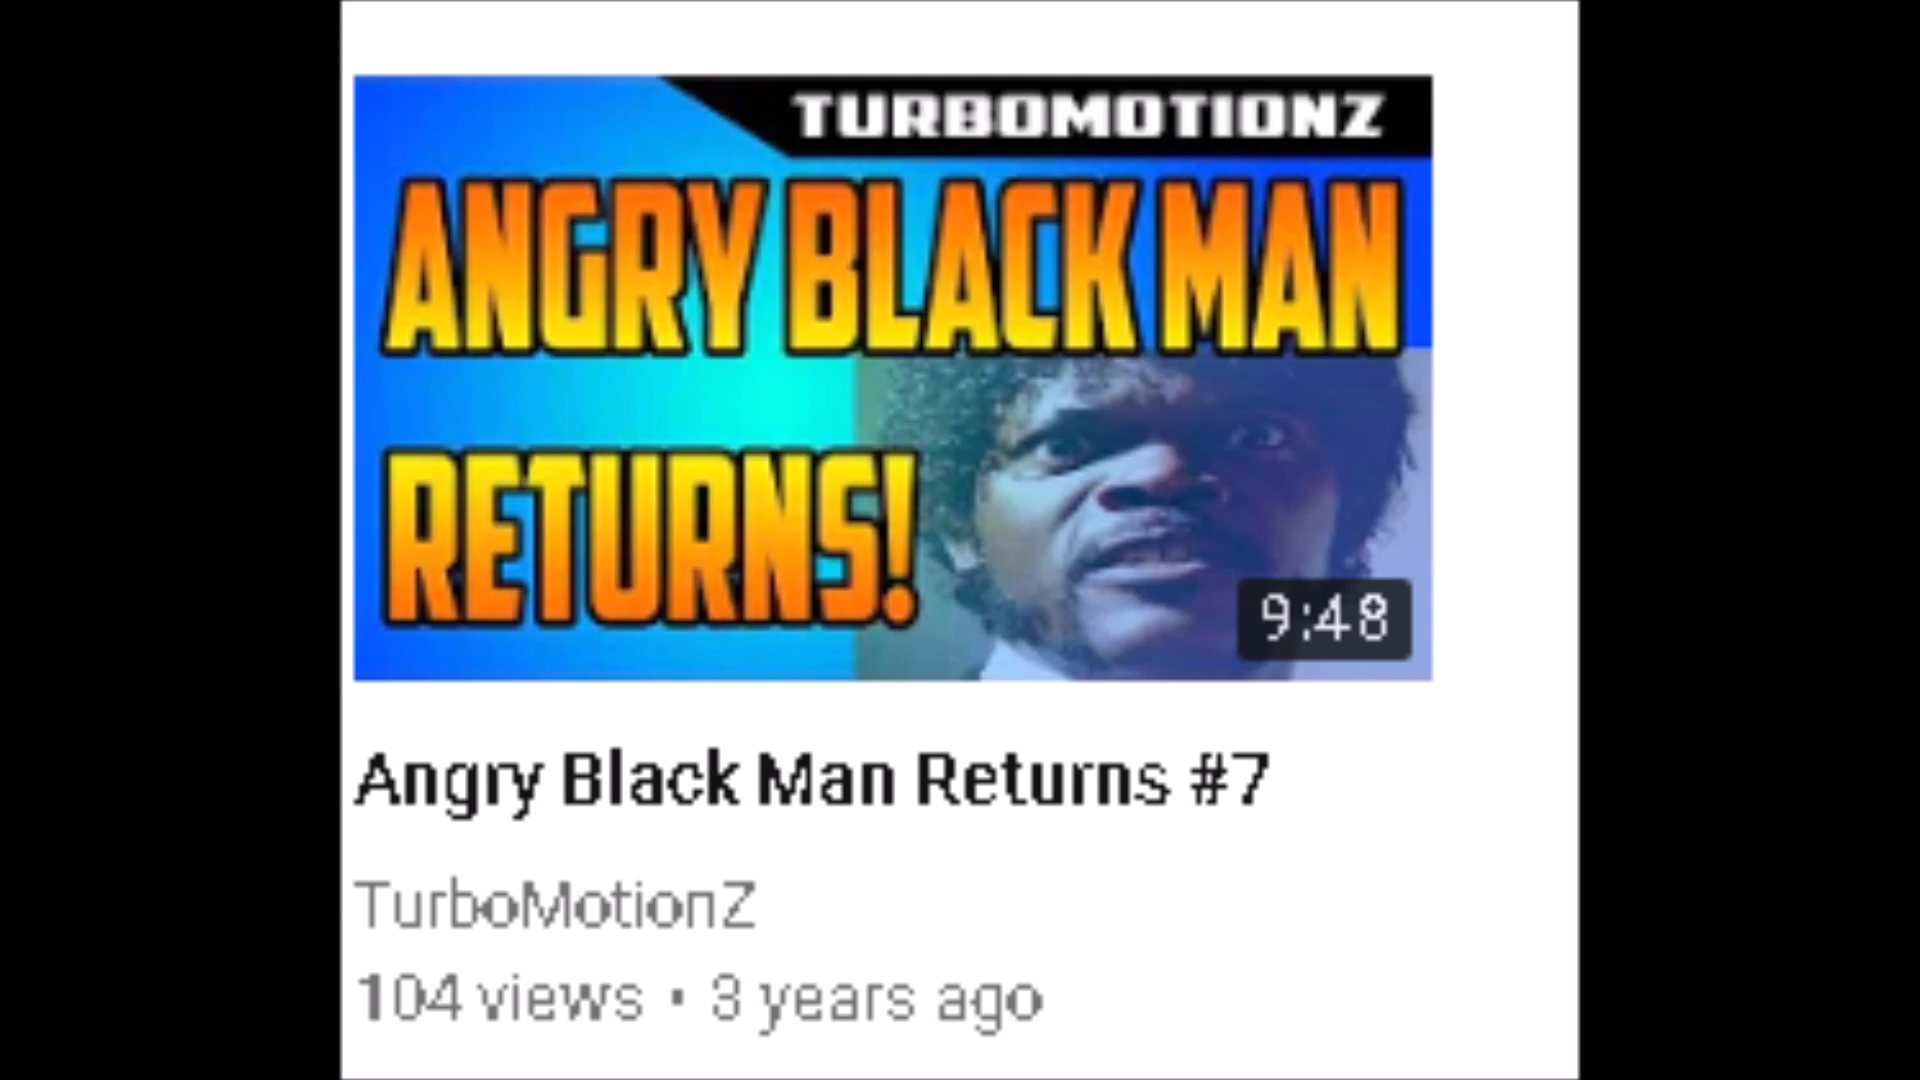 TURBOMOTIONZ
ANGRY BLACK MAN
RETURNS!
9:48
Angry Black Man Returns #7
TurboMotionZ
104 views • 3 years ago